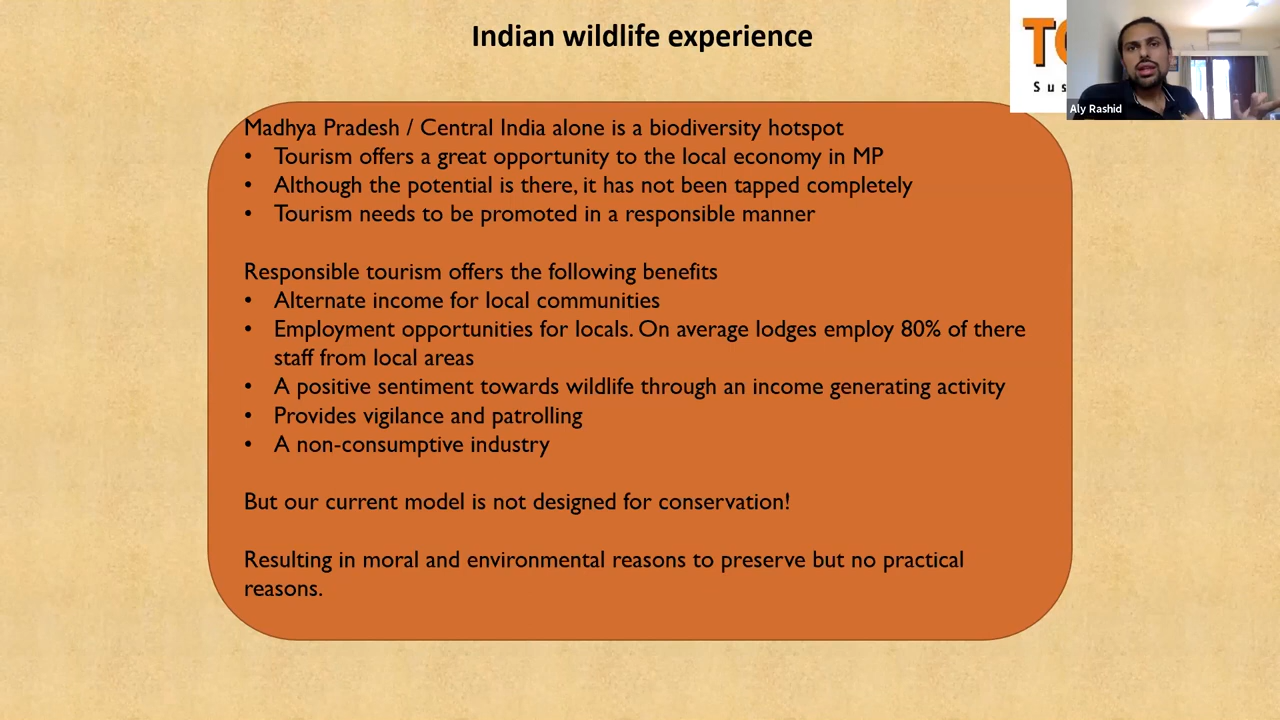 Indian wildlife experience
Aly Rashid
Madhya Pradesh / Central India alone is a biodiversity hotspot
• Tourism offers a great opportunity to the local economy in MP
• Although the potential is there, it has not been tapped completely
• Tourism needs to be promoted in a responsible manner
Responsible tourism offers the following benefits
• Alternate income for local communities
• Employment opportunities for locals. On average lodges employ 80% of there
staff from local areas
• A positive sentiment towards wildlife through an income generating activity
• Provides vigilance and patrolling
• A non-consumptive industry
But our current model is not designed for conservation!
Resulting in moral and environmental reasons to preserve but no practical
reasons.